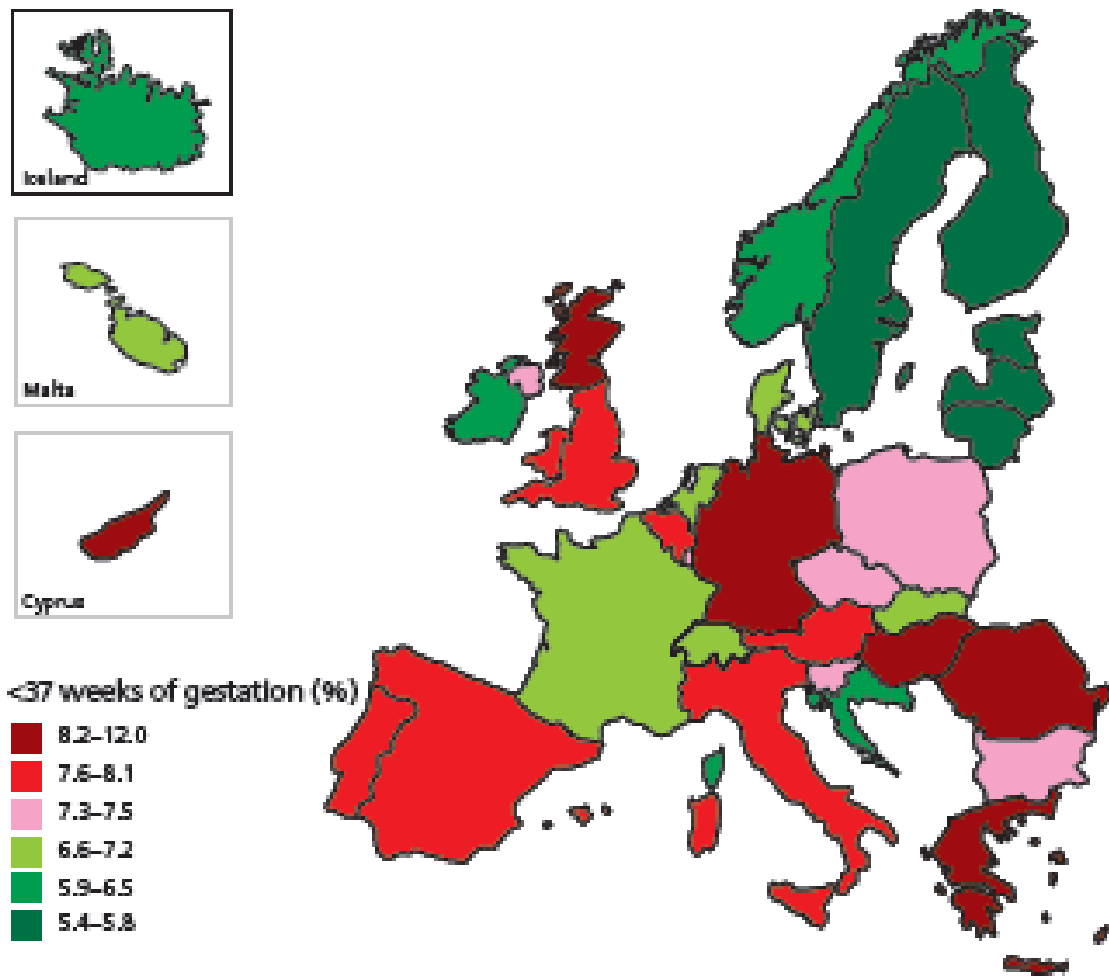 Iceland
Malta
Cyprus
<37 weeks of gestation (%)
8.2–12.0
7.6–8.1
7.3–7.5
6.6–7.2
5.9–6.5
5.4–5.8